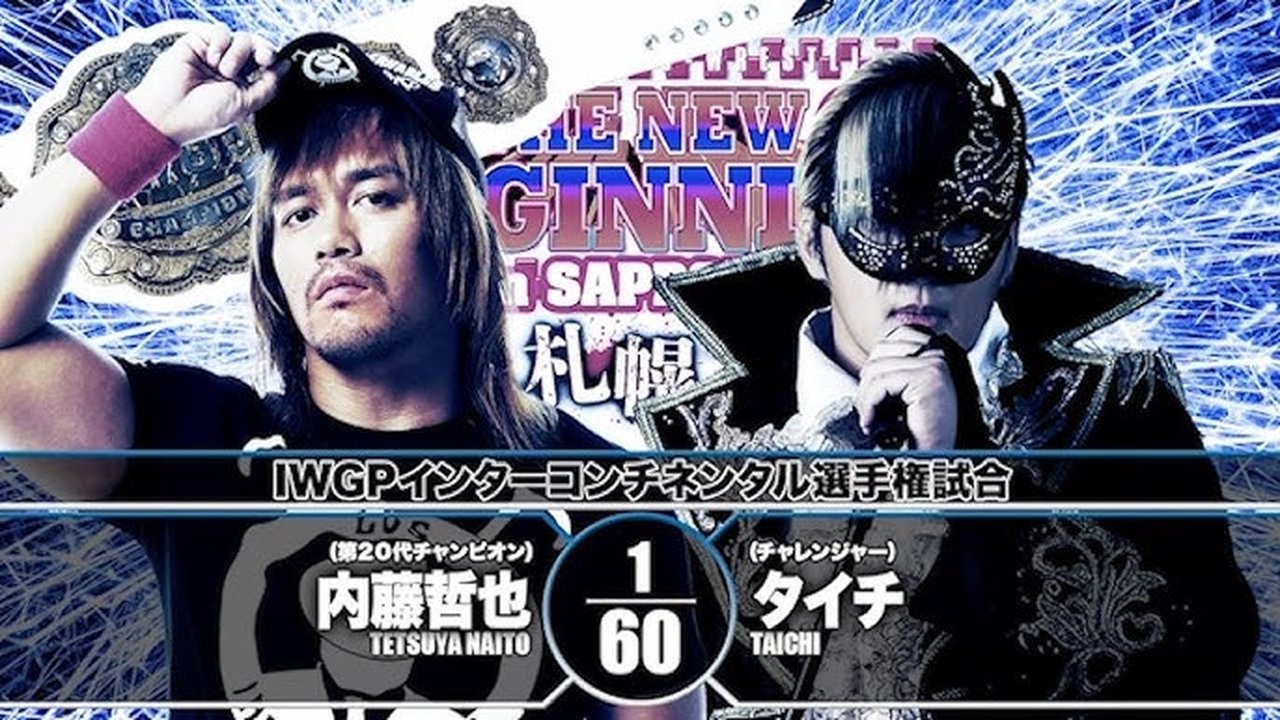 THE NEW
GINNI
SAPP
札幌
CHAMPION
IWGPインターコンチネンタル選手権試合
LOS
(第20代チャンピオン)
内藤哲也
TETSUYA NAITO
1
60
(チャレンジャー)
タイチ
TAICHI